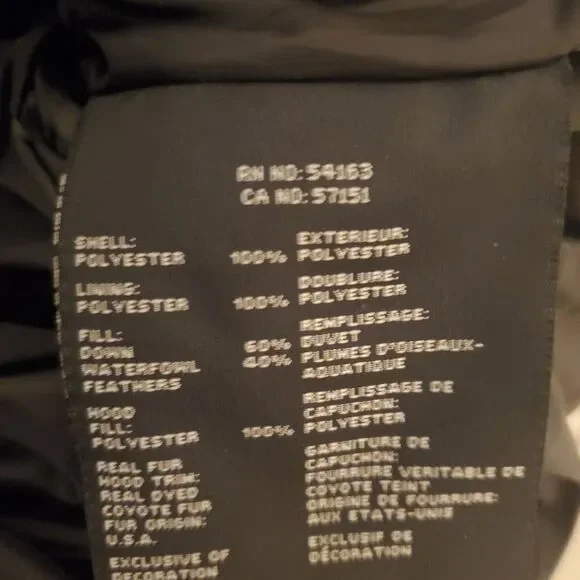 RN NO: 54163
CA NO: 57151
SHELL:
POLYESTER 100%
LINING:
POLYESTER 100%
FILL:
DOWN 60%
WATERFOWL 40%
FEATHERS
HOOD
FILL:
POLYESTER 100%
REAL FUR
HOOD TRIM:
REAL DYED
COYOTE FUR
FUR ORIGIN:
U.S.A.
EXCLUSIVE OF
DECORATION
EXTERIEUR:
POLYESTER
DOUBLURE:
POLYESTER
REMPLISSAGE:
DUVET
PLUMES D'OISEAUX-
AQUATIQUE
REMPLISSAGE DE
CAPUCHON:
POLYESTER
GARNITURE DE
CAPUCHON:
FOURRURE VERITABLE DE
COYOTE TEINT
ORIGINE DE FOURRURE:
AUX ETATS-UNIS
EXCLUSIF DE
DÉCORATION